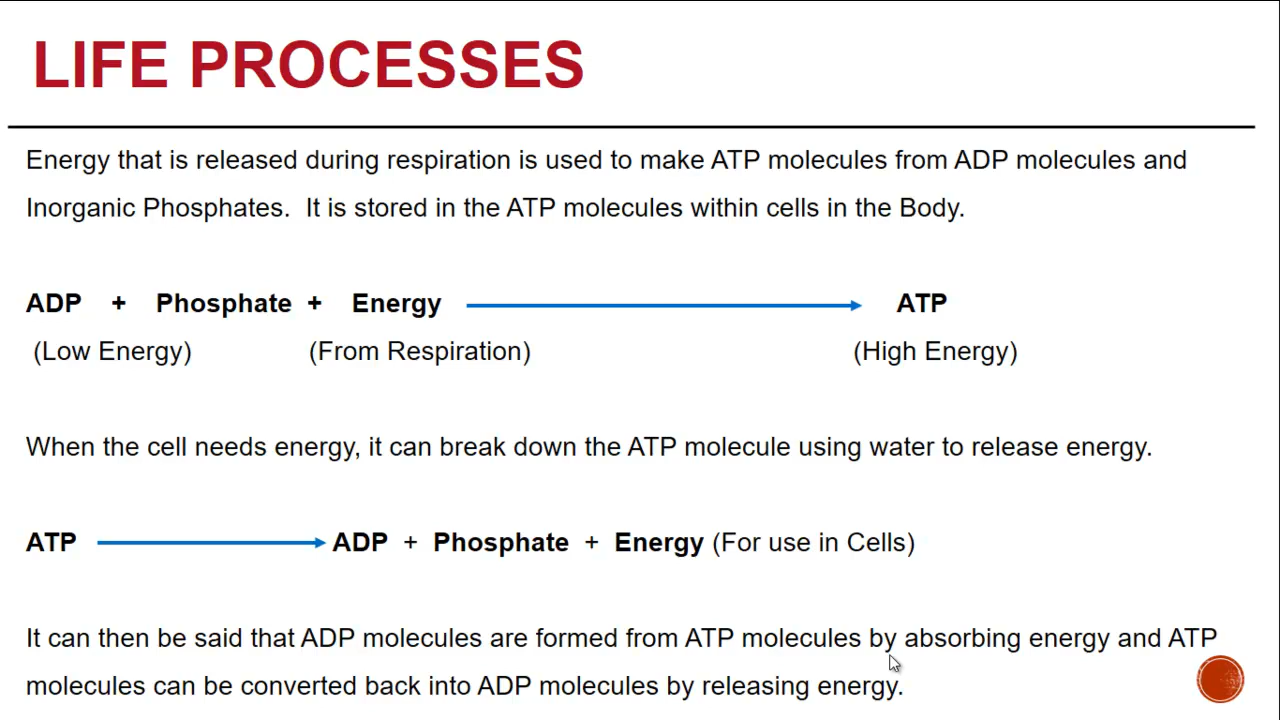 LIFE PROCESSES
Energy that is released during respiration is used to make ATP molecules from ADP molecules and
Inorganic Phosphates.  It is stored in the ATP molecules within cells in the Body.
ADP + Phosphate + Energy ATP
(Low Energy) (From Respiration) (High Energy)
When the cell needs energy, it can break down the ATP molecule using water to release energy.
ATP ADP + Phosphate + Energy (For use in Cells)
It can then be said that ADP molecules are formed from ATP molecules by absorbing energy and ATP
molecules can be converted back into ADP molecules by releasing energy.